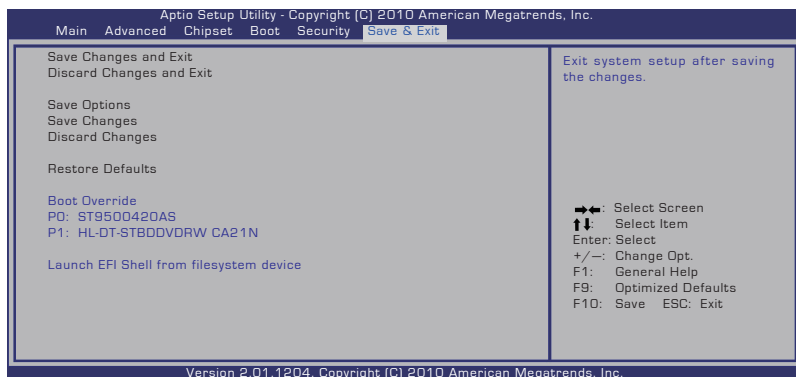 Aptio Setup Utility - Copyright (C) 2010 American Megatrends, Inc.
Main Advanced Chipset Boot Security Save & Exit
Save Changes and Exit
Discard Changes and Exit
Save Options
Save Changes
Discard Changes
Restore Defaults
Boot Override
P0: ST9500420AS
P1: HL-DT-STBDDVDRW CA21N
Launch EFI Shell from filesystem device
Exit system setup after saving
the changes.
→←: Select Screen
↑↓: Select Item
Enter: Select
+/—: Change Opt.
F1: General Help
F9: Optimized Defaults
F10: Save ESC: Exit
Version 2.01.1204. Copyright (C) 2010 American Megatrends, Inc.